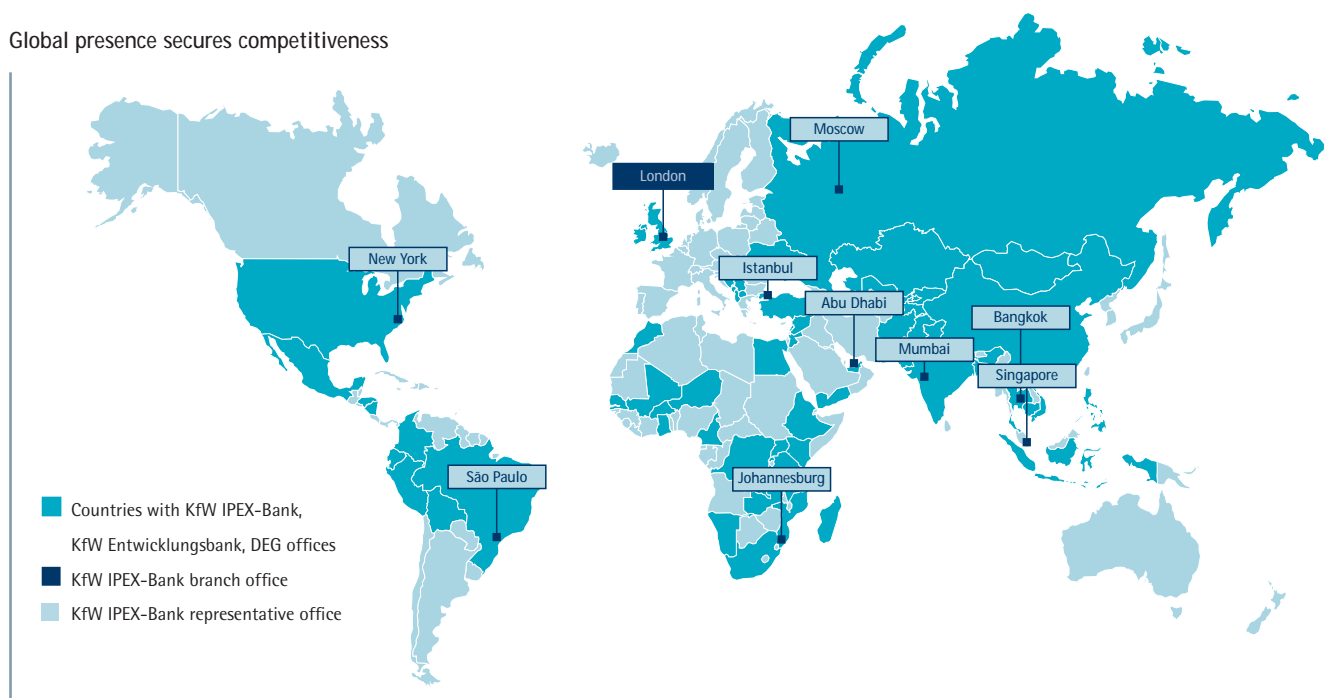 Global presence secures competitiveness
Moscow
London
New York
Istanbul
Abu Dhabi
Bangkok
Mumbai
Singapore
São Paulo
Johannesburg
Countries with KfW IPEX-Bank,
KfW Entwicklungsbank, DEG offices
KfW IPEX-Bank branch office
KfW IPEX-Bank representative office